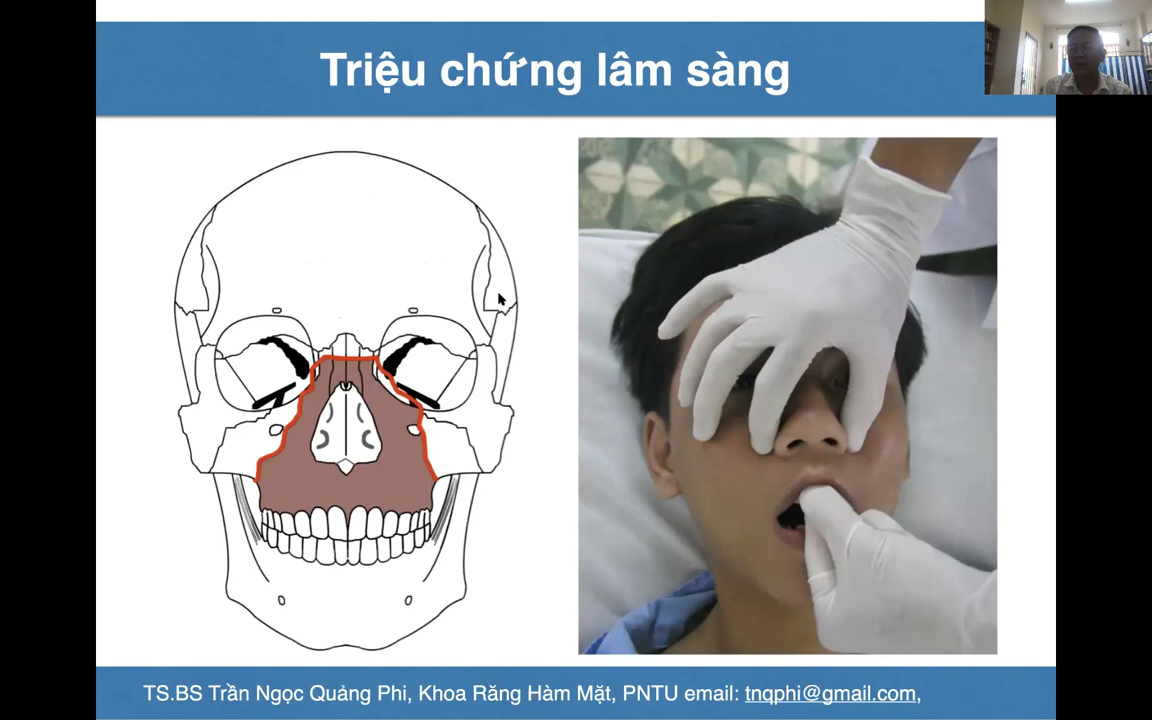 Triệu chứng lâm sàng
TS.BS Trần Ngọc Quảng Phi, Khoa Răng Hàm Mặt, PNTU email: tnqphi@gmail.com,